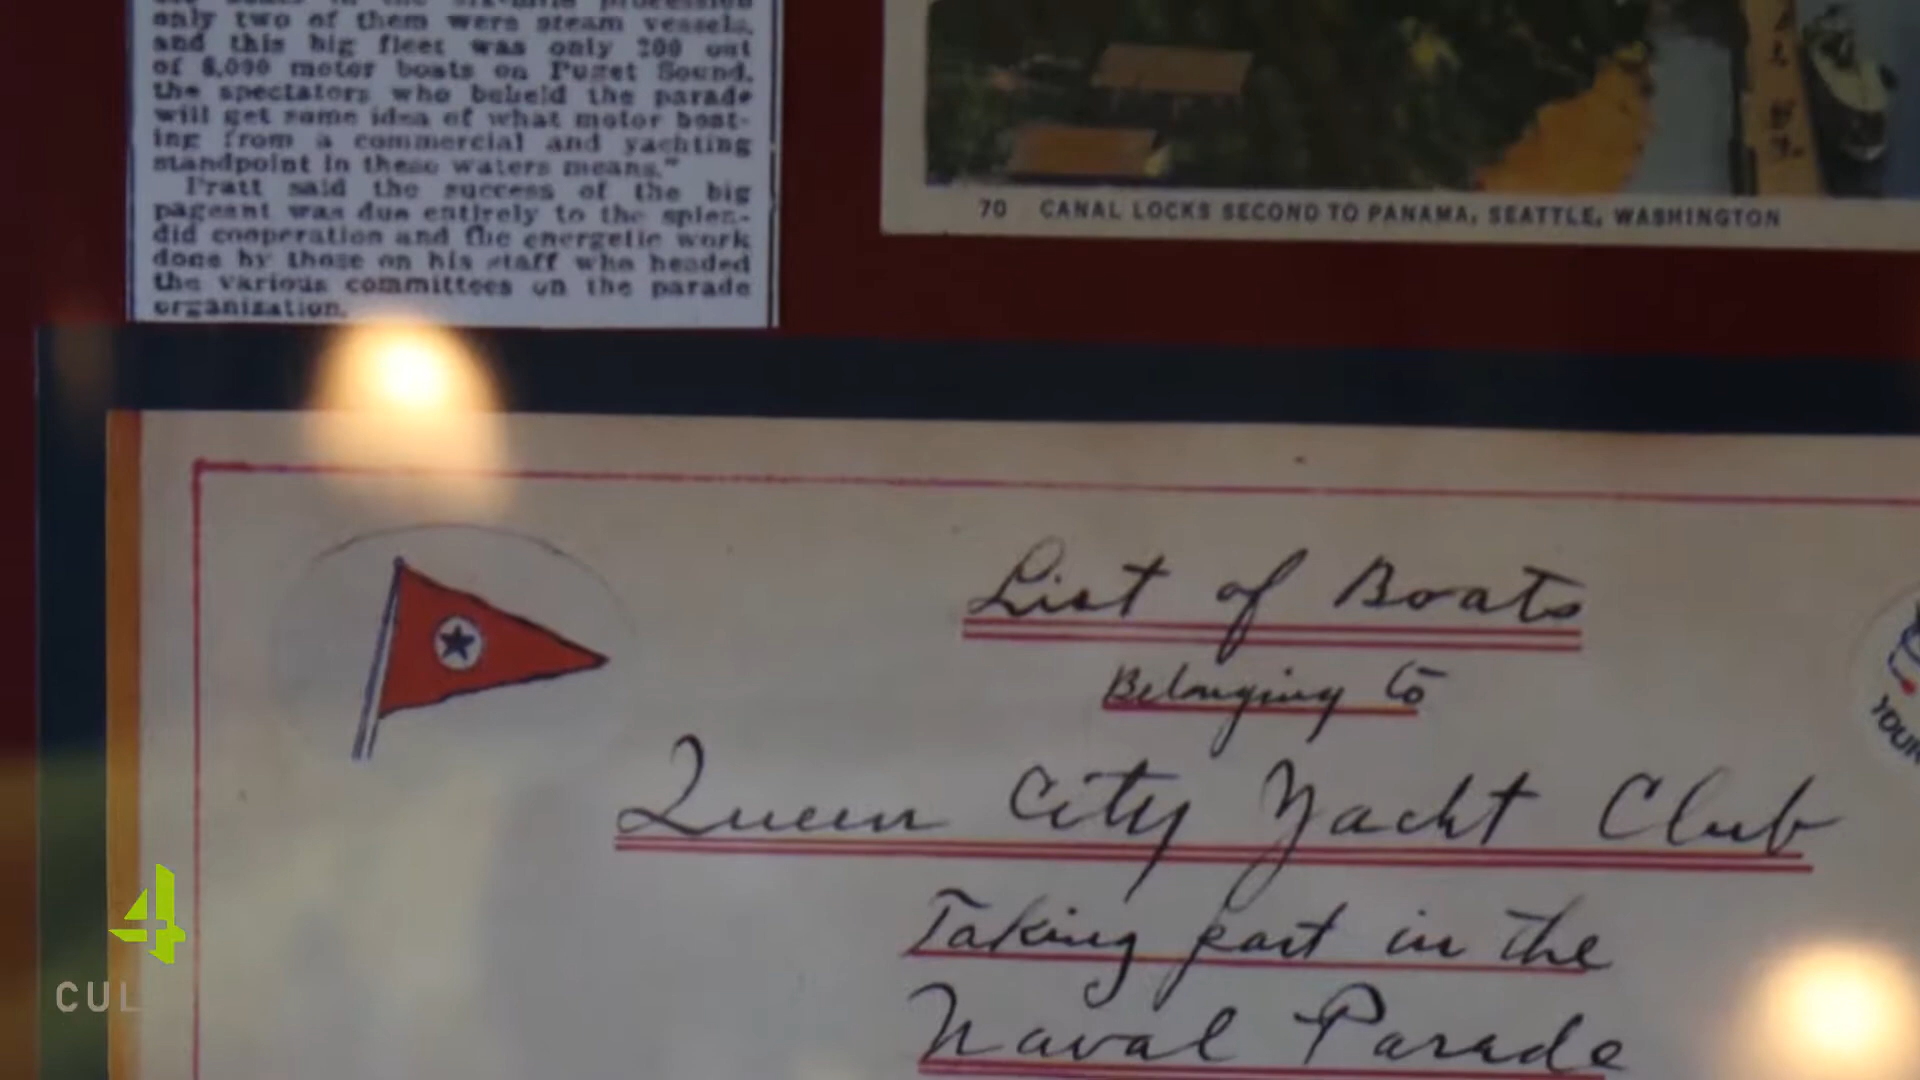 only two of them were steam vessels,
and this big fleet was only 200 out
of 8,000 motor boats on Puget Sound,
the spectators who beheld the parade
will get some idea of what motor boat-
ing from a commercial and yachting
standpoint in these waters means."
Pratt said the success of the big
pageant was due entirely to the splen-
did cooperation and the energetic work
done by those on his staff who headed
the various committees on the parade
organization.
70 CANAL LOCKS SECOND TO PANAMA, SEATTLE, WASHINGTON
List of Boats
Belonging to
Queen City Yacht Club
Taking part in the
Naval Parade
4
CUL